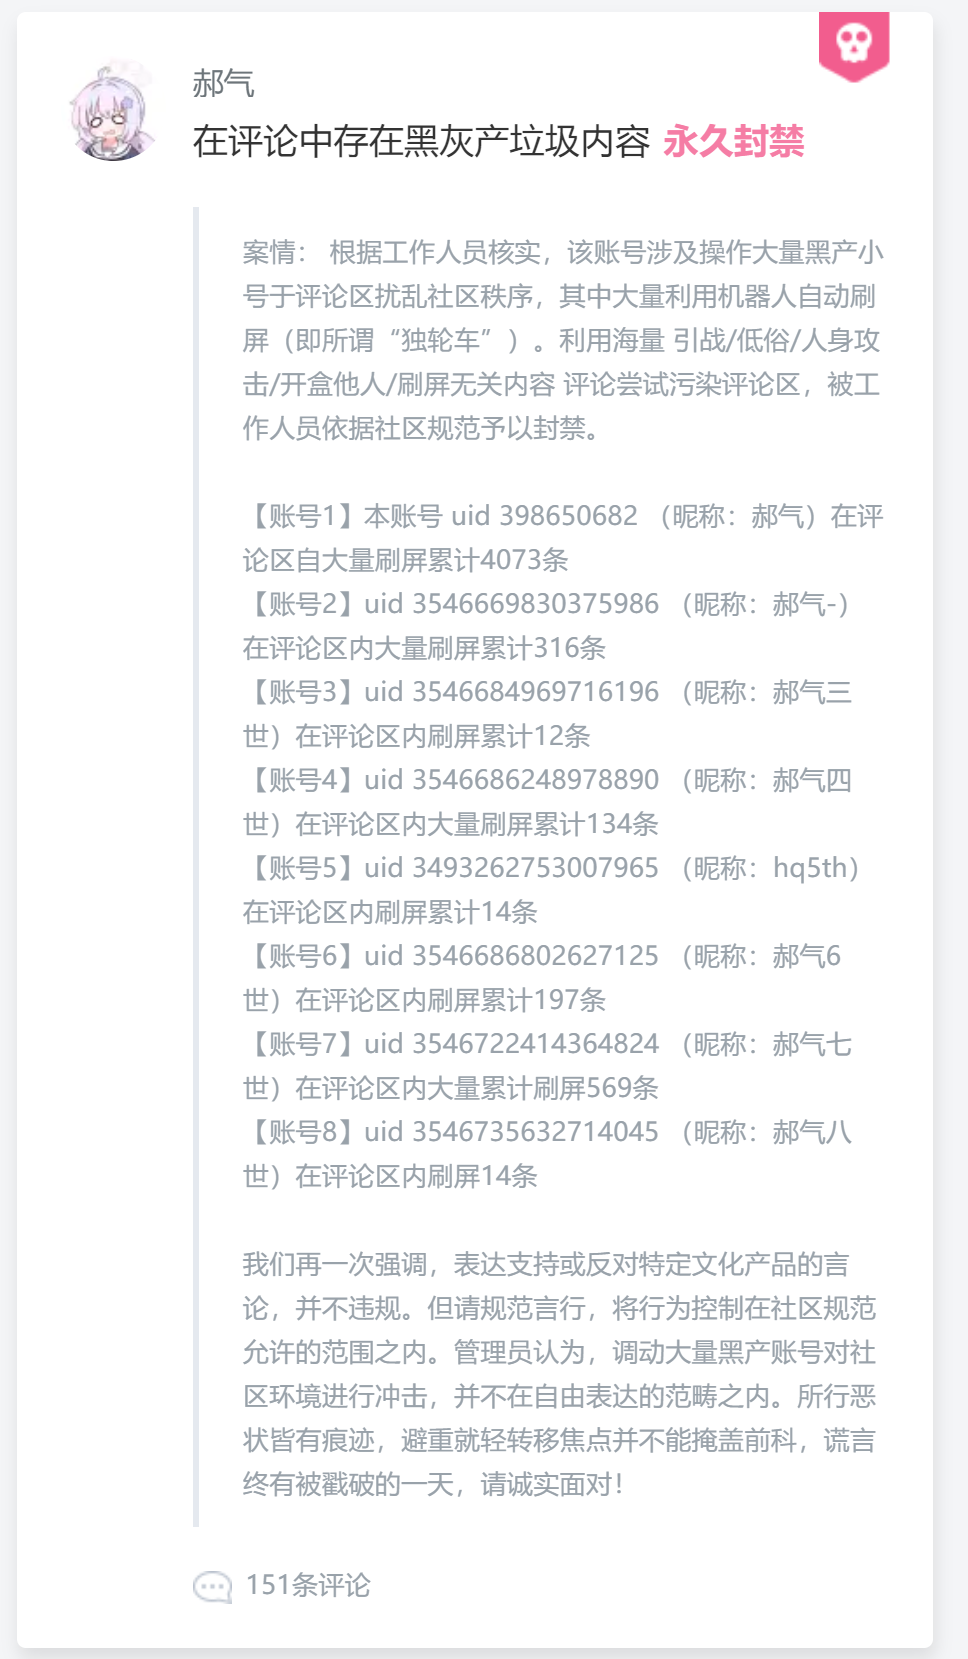 郝气
在评论中存在黑灰产垃圾内容 永久封禁
案情： 根据工作人员核实，该账号涉及操作大量黑产小
号于评论区扰乱社区秩序，其中大量利用机器人自动刷
屏（即所谓“独轮车”）。利用海量 引战/低俗/人身攻
击/开盒他人/刷屏无关内容 评论尝试污染评论区，被工
作人员依据社区规范予以封禁。
【账号1】本账号 uid 398650682 （昵称：郝气）在评
论区自大量刷屏累计4073条
【账号2】uid 3546669830375986 （昵称：郝气-）
在评论区内大量刷屏累计316条
【账号3】uid 3546684969716196 （昵称：郝气三
世）在评论区内刷屏累计12条
【账号4】uid 3546686248978890 （昵称：郝气四
世）在评论区内大量刷屏累计134条
【账号5】uid 3493262753007965 （昵称：hq5th）
在评论区内刷屏累计14条
【账号6】uid 3546686802627125 （昵称：郝气6
世）在评论区内刷屏累计197条
【账号7】uid 3546722414364824 （昵称：郝气七
世）在评论区内大量累计刷屏569条
【账号8】uid 3546735632714045 （昵称：郝气八
世）在评论区内刷屏14条
我们再一次强调，表达支持或反对特定文化产品的言
论，并不违规。但请规范言行，将行为控制在社区规范
允许的范围之内。管理员认为，调动大量黑产账号对社
区环境进行冲击，并不在自由表达的范畴之内。所行恶
状皆有痕迹，避重就轻转移焦点并不能掩盖前科，谎言
终有被戳破的一天，请诚实面对！
151条评论